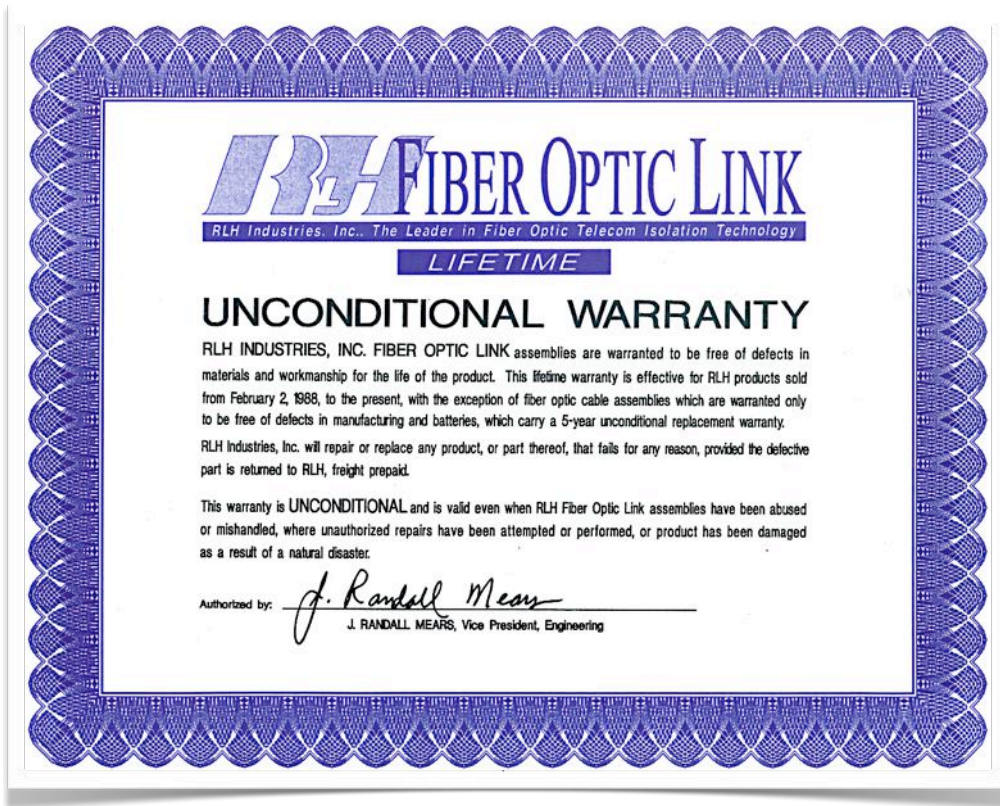 RLH FIBER OPTIC LINK
RLH Industries, Inc., The Leader in Fiber Optic Telecom Isolation Technology
LIFETIME
UNCONDITIONAL WARRANTY
RLH INDUSTRIES, INC. FIBER OPTIC LINK assemblies are warranted to be free of defects in
materials and workmanship for the life of the product. This lifetime warranty is effective for RLH products sold
from February 2, 1988, to the present, with the exception of fiber optic cable assemblies which are warranted only
to be free of defects in manufacturing and batteries, which carry a 5-year unconditional replacement warranty.
RLH Industries, Inc. will repair or replace any product, or part thereof, that fails for any reason, provided the defective
part is returned to RLH, freight prepaid.
This warranty is UNCONDITIONAL and is valid even when RLH Fiber Optic Link assemblies have been abused
or mishandled, where unauthorized repairs have been attempted or performed, or product has been damaged
as a result of a natural disaster.
Authorized by: J. Randall Mears
J. RANDALL MEARS, Vice President, Engineering